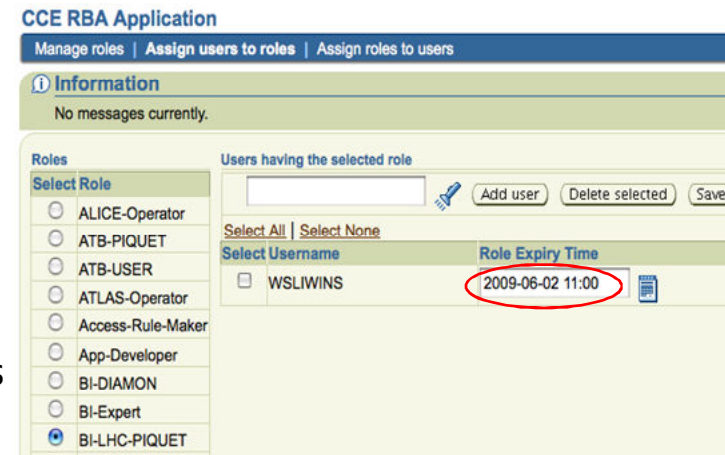 CCE RBA Application
Manage roles | Assign users to roles | Assign roles to users
Information
No messages currently.
Roles
Select Role
ALICE-Operator
ATB-PIQUET
ATB-USER
ATLAS-Operator
Access-Rule-Maker
App-Developer
BI-DIAMON
BI-Expert
BI-LHC-PIQUET
Users having the selected role
Add user Delete selected Save
Select All | Select None
Select Username Role Expiry Time
WSLIWINS 2009-06-02 11:00
s